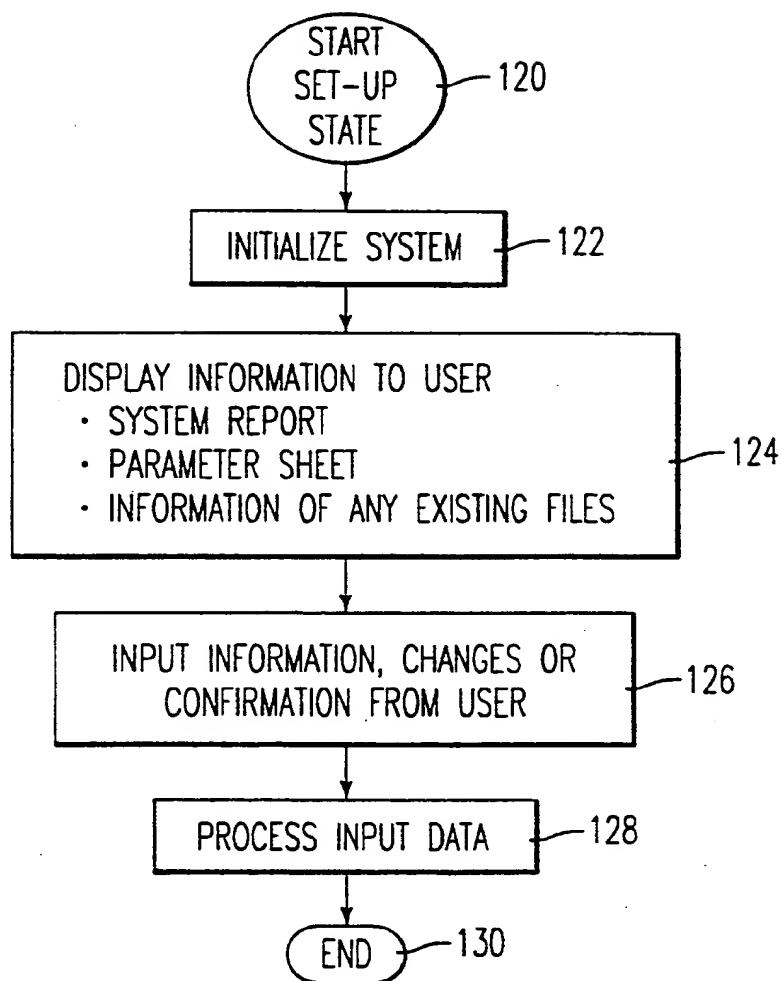 START
SET-UP
STATE
120
INITIALIZE SYSTEM
122
DISPLAY INFORMATION TO USER
· SYSTEM REPORT
· PARAMETER SHEET
· INFORMATION OF ANY EXISTING FILES
124
INPUT INFORMATION, CHANGES OR
CONFIRMATION FROM USER
126
PROCESS INPUT DATA
128
END
130